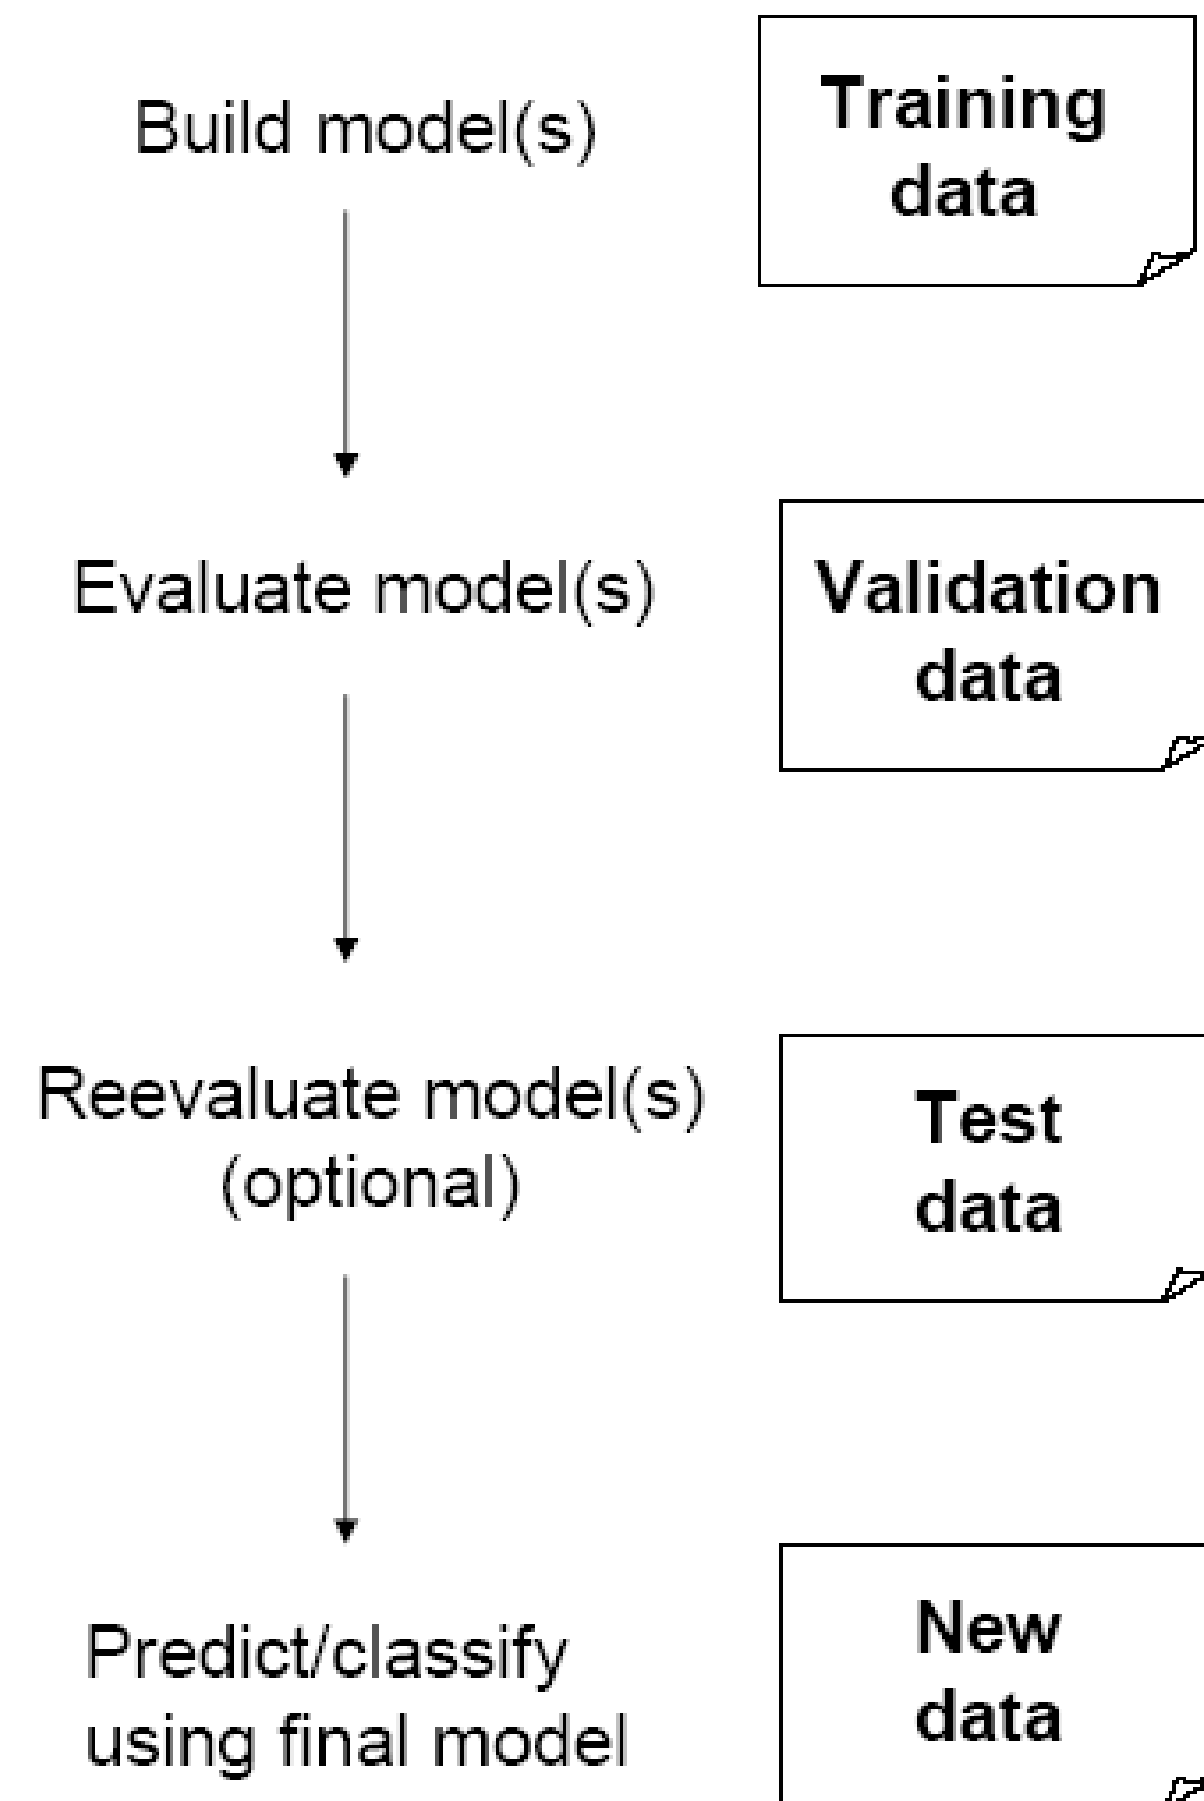 Build model(s)
Training
data
Evaluate model(s)
Validation
data
Reevaluate model(s)
(optional)
Test
data
Predict/classify
using final model
New
data